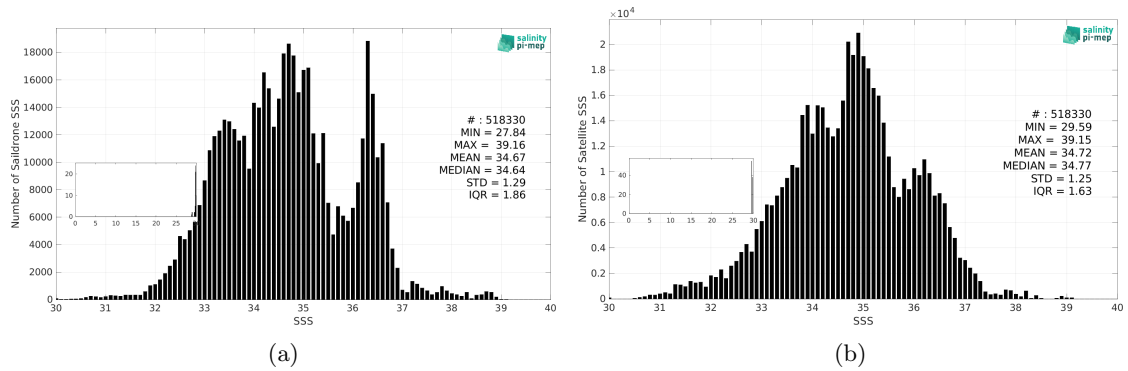 salinity
pi-mep
Number of Saildrone SSS
18000
16000
14000
12000
10000
8000
6000
4000
2000
0
# : 518330
MIN = 27.84
MAX = 39.16
MEAN = 34.67
MEDIAN = 34.64
STD = 1.29
IQR = 1.86
20
10
0
0 5 10 15 20 25
30 31 32 33 34 35 36 37 38 39 40
SSS
(a)
×10⁴
salinity
pi-mep
Number of Satellite SSS
2
1.8
1.6
1.4
1.2
1
0.8
0.6
0.4
0.2
0
# : 518330
MIN = 29.59
MAX = 39.15
MEAN = 34.72
MEDIAN = 34.77
STD = 1.25
IQR = 1.63
40
20
0
0 5 10 15 20 25 30
30 31 32 33 34 35 36 37 38 39 40
SSS
(b)